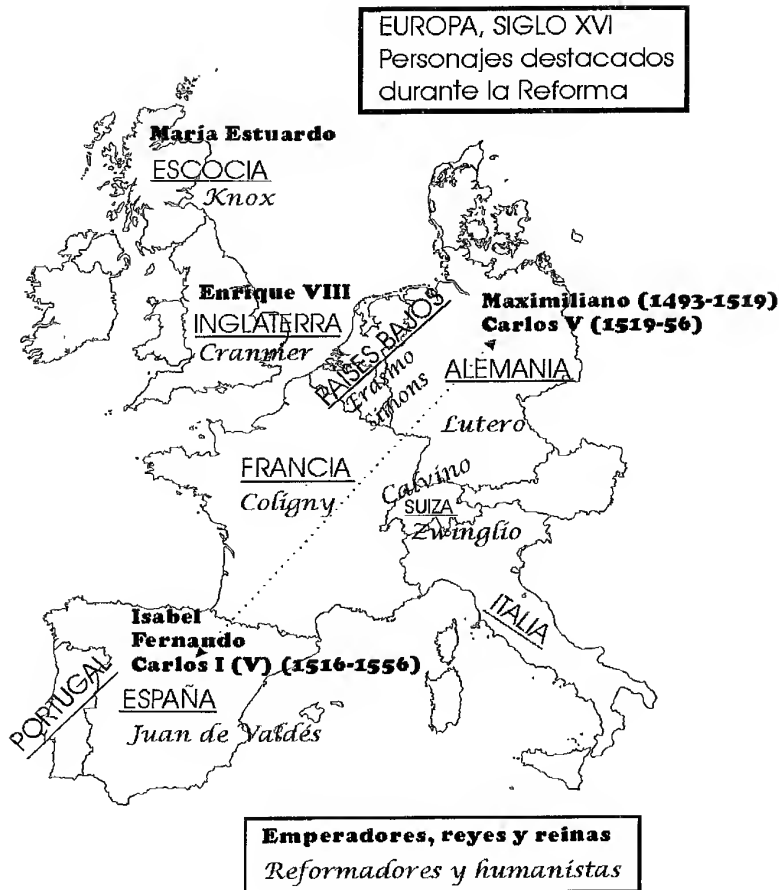 EUROPA, SIGLO XVI
Personajes destacados
durante la Reforma
María Estuardo
ESCOCIA
Knox
Enrique VIII
INGLATERRA
Cranmer
PAISES BAJOS
Erasmo
simons
Maximiliano (1493-1519)
Carlos V (1519-56)
ALEMANIA
Lutero
FRANCIA
Coligny
Calvino
SUIZA
Zwinglio
ITALIA
Isabel
Fernando
Carlos I (V) (1516-1556)
PORTUGAL
ESPAÑA
Juan de Valdés
Emperadores, reyes y reinas
Reformadores y humanistas